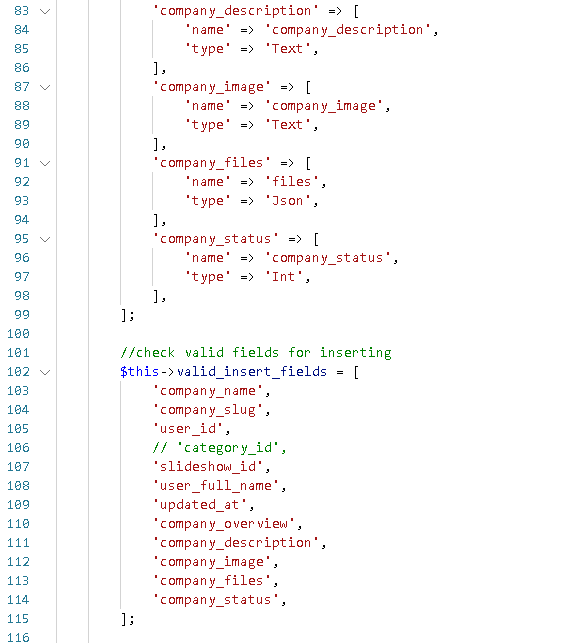 83 'company_description' => [
84 'name' => 'company_description',
85 'type' => 'Text',
86 ],
87 'company_image' => [
88 'name' => 'company_image',
89 'type' => 'Text',
90 ],
91 'company_files' => [
92 'name' => 'files',
93 'type' => 'Json',
94 ],
95 'company_status' => [
96 'name' => 'company_status',
97 'type' => 'Int',
98 ],
99 ];
100
101 //check valid fields for inserting
102 $this->valid_insert_fields = [
103 'company_name',
104 'company_slug',
105 'user_id',
106 // 'category_id',
107 'slideshow_id',
108 'user_full_name',
109 'updated_at',
110 'company_overview',
111 'company_description',
112 'company_image',
113 'company_files',
114 'company_status',
115 ];
116